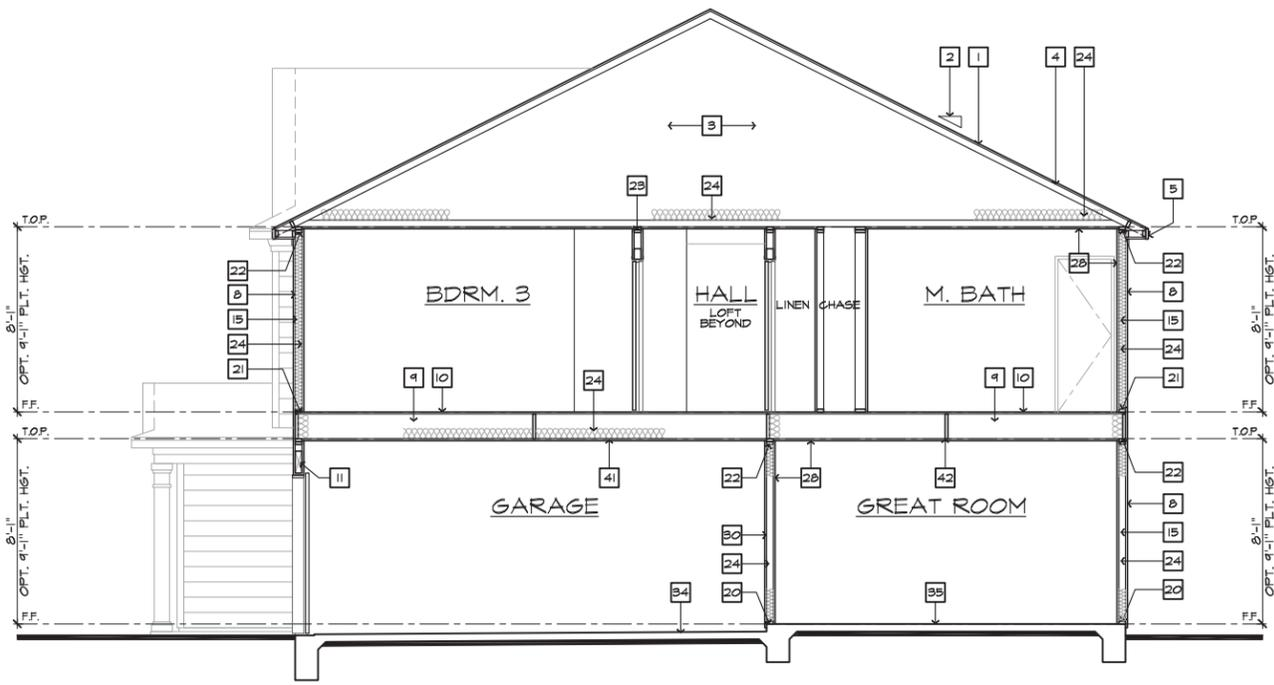 2 1 4 24
3
23 24 5
T.O.P. T.O.P.
22 28 22
8 BDRM. 3 HALL M. BATH 8
LOFT LINEN CHASE
BEYOND
15 15
24 24
21 9 10 24 9 10 21
8'-1" 8'-1"
OPT. 9'-1" PLT. HGT. OPT. 9'-1" PLT. HGT.
F.F. F.F.
T.O.P. T.O.P.
11 41 22 28 42 22
GARAGE GREAT ROOM 8
30 15
24 24
34 20 35 20
8'-1" 8'-1"
OPT. 9'-1" PLT. HGT. OPT. 9'-1" PLT. HGT.
F.F. F.F.